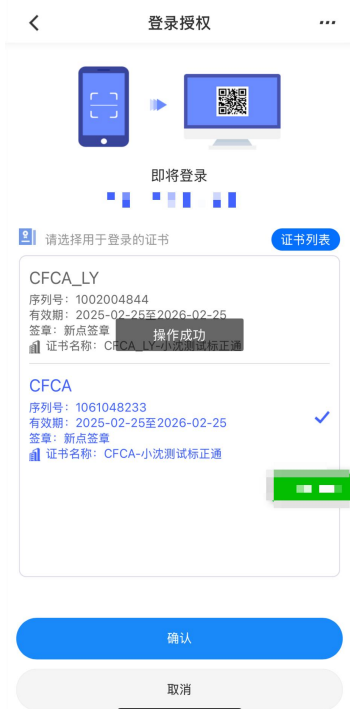 登录授权
即将登录
请选择用于登录的证书
证书列表
CFCA_LY
序列号：1002004844
有效期：2025-02-25至2026-02-25
签章：新点签章
操作成功
证书名称：CFCA_LY-小沈测试标正通
CFCA
序列号：1061048233
有效期：2025-02-25至2026-02-25
签章：新点签章
证书名称：CFCA-小沈测试标正通
确认
取消